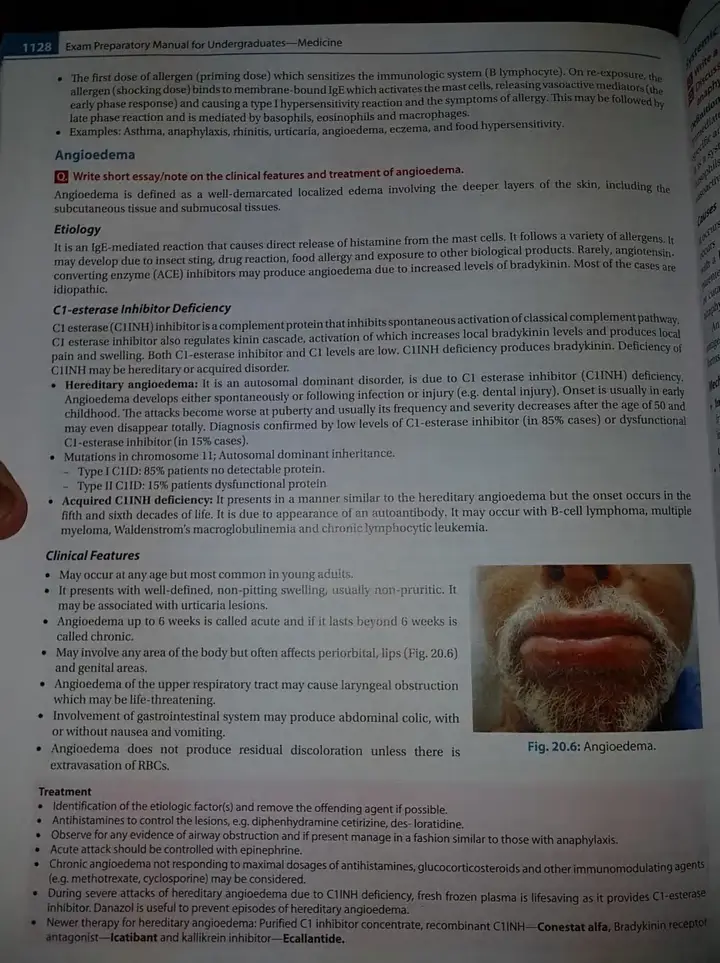 1128 Exam Preparatory Manual for Undergraduates—Medicine
• The first dose of allergen (priming dose) which sensitizes the immunologic system (B lymphocyte). On re-exposure, the
allergen (shocking dose) binds to membrane-bound IgE which activates the mast cells, releasing vasoactive mediators (the
early phase response) and causing a type I hypersensitivity reaction and the symptoms of allergy. This may be followed by
late phase reaction and is mediated by basophils, eosinophils and macrophages.
• Examples: Asthma, anaphylaxis, rhinitis, urticaria, angioedema, eczema, and food hypersensitivity.
Angioedema
Q. Write short essay/note on the clinical features and treatment of angioedema.
Angioedema is defined as a well-demarcated localized edema involving the deeper layers of the skin, including the
subcutaneous tissue and submucosal tissues.
Etiology
It is an IgE-mediated reaction that causes direct release of histamine from the mast cells. It follows a variety of allergens. It
may develop due to insect sting, drug reaction, food allergy and exposure to other biological products. Rarely, angiotensin-
converting enzyme (ACE) inhibitors may produce angioedema due to increased levels of bradykinin. Most of the cases are
idiopathic.
C1-esterase Inhibitor Deficiency
C1 esterase (C1INH) inhibitor is a complement protein that inhibits spontaneous activation of classical complement pathway.
C1 esterase inhibitor also regulates kinin cascade, activation of which increases local bradykinin levels and produces local
pain and swelling. Both C1-esterase inhibitor and C1 levels are low. C1INH deficiency produces bradykinin. Deficiency of
C1INH may be hereditary or acquired disorder.
• Hereditary angioedema: It is an autosomal dominant disorder, is due to C1 esterase inhibitor (C1INH) deficiency.
Angioedema develops either spontaneously or following infection or injury (e.g. dental injury). Onset is usually in early
childhood. The attacks become worse at puberty and usually its frequency and severity decreases after the age of 50 and
may even disappear totally. Diagnosis confirmed by low levels of C1-esterase inhibitor (in 85% cases) or dysfunctional
C1-esterase inhibitor (in 15% cases).
• Mutations in chromosome 11; Autosomal dominant inheritance.
– Type I C1ID: 85% patients no detectable protein.
– Type II C1ID: 15% patients dysfunctional protein
• Acquired C1INH deficiency: It presents in a manner similar to the hereditary angioedema but the onset occurs in the
fifth and sixth decades of life. It is due to appearance of an autoantibody. It may occur with B-cell lymphoma, multiple
myeloma, Waldenstrom's macroglobulinemia and chronic lymphocytic leukemia.
Clinical Features
• May occur at any age but most common in young adults.
• It presents with well-defined, non-pitting swelling, usually non-pruritic. It
may be associated with urticaria lesions.
• Angioedema up to 6 weeks is called acute and if it lasts beyond 6 weeks is
called chronic.
• May involve any area of the body but often affects periorbital, lips (Fig. 20.6)
and genital areas.
• Angioedema of the upper respiratory tract may cause laryngeal obstruction
which may be life-threatening.
• Involvement of gastrointestinal system may produce abdominal colic, with
or without nausea and vomiting.
• Angioedema does not produce residual discoloration unless there is
extravasation of RBCs.
Fig. 20.6: Angioedema.
Treatment
• Identification of the etiologic factor(s) and remove the offending agent if possible.
• Antihistamines to control the lesions, e.g. diphenhydramine cetirizine, des- loratidine.
• Observe for any evidence of airway obstruction and if present manage in a fashion similar to those with anaphylaxis.
• Acute attack should be controlled with epinephrine.
• Chronic angioedema not responding to maximal dosages of antihistamines, glucocorticosteroids and other immunomodulating agents
(e.g. methotrexate, cyclosporine) may be considered.
• During severe attacks of hereditary angioedema due to C1INH deficiency, fresh frozen plasma is lifesaving as it provides C1-esterase
inhibitor. Danazol is useful to prevent episodes of hereditary angioedema.
• Newer therapy for hereditary angioedema: Purified C1 inhibitor concentrate, recombinant C1INH—Conestat alfa, Bradykinin receptor
antagonist—Icatibant and kallikrein inhibitor—Ecallantide.